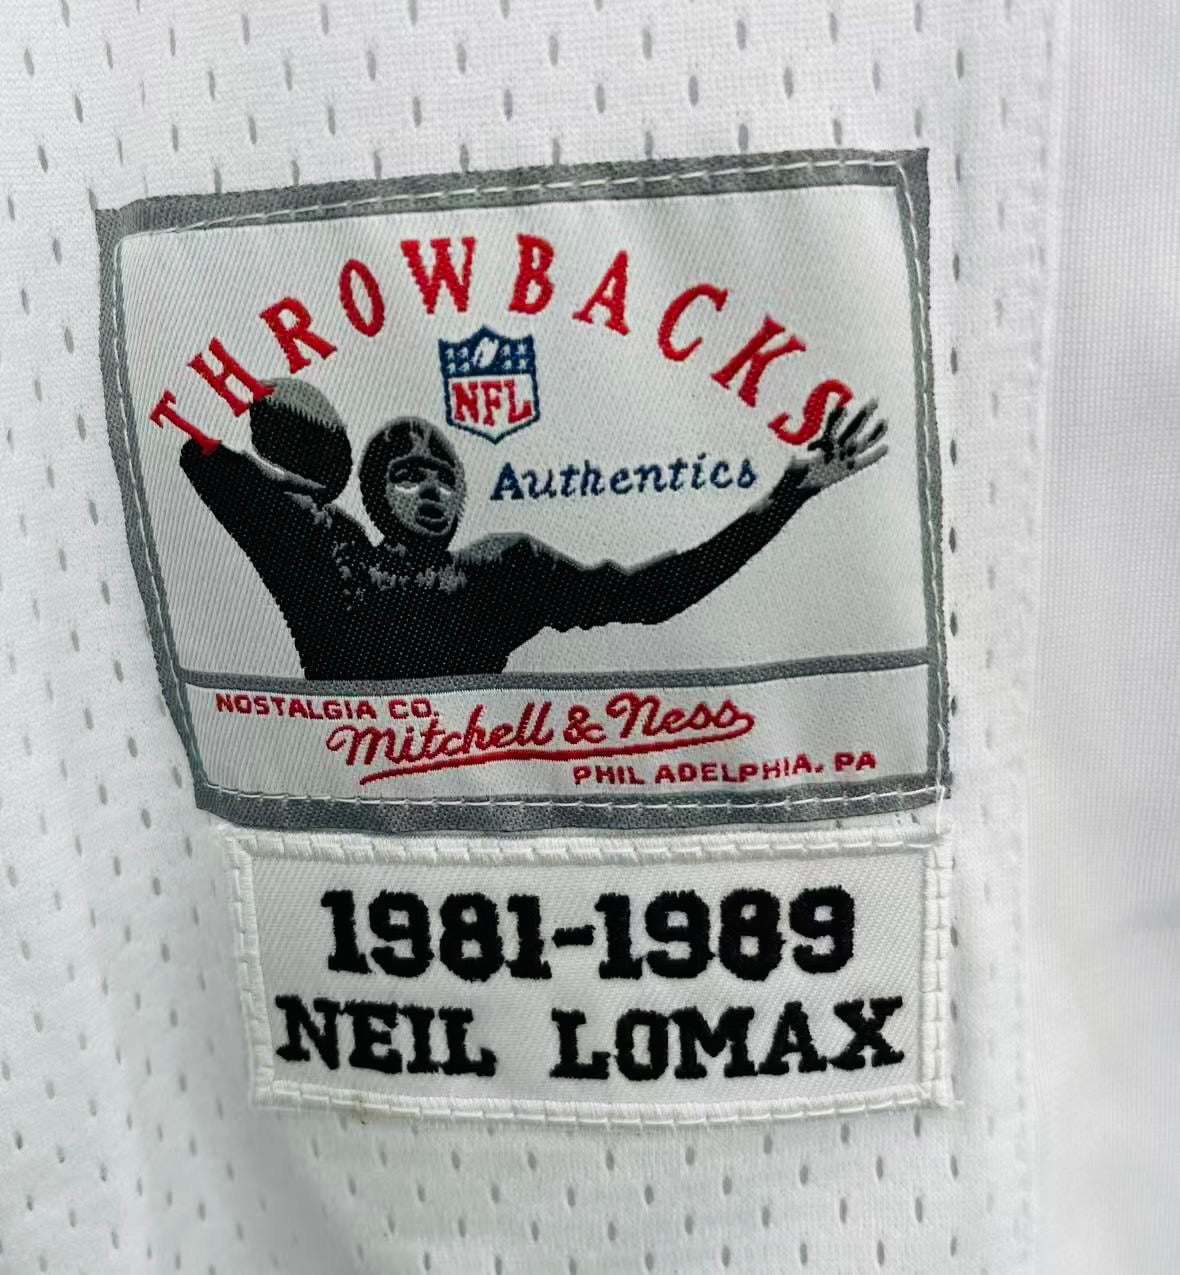 THROWBACKS
NFL
Authentics
NOSTALGIA CO.
Mitchell & Ness
PHIL ADELPHIA, PA
1981-1989
NEIL LOMAX